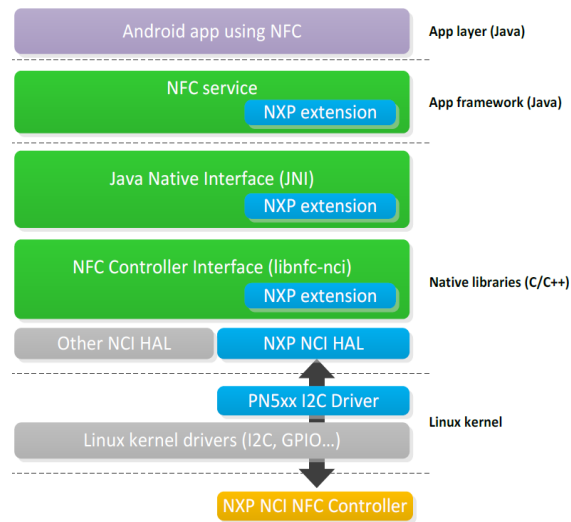 Android app using NFC
App layer (Java)
NFC service
NXP extension
App framework (Java)
Java Native Interface (JNI)
NXP extension
NFC Controller Interface (libnfc-nci)
NXP extension
Native libraries (C/C++)
Other NCI HAL
NXP NCI HAL
PN5xx I2C Driver
Linux kernel
Linux kernel drivers (I2C, GPIO...)
NXP NCI NFC Controller